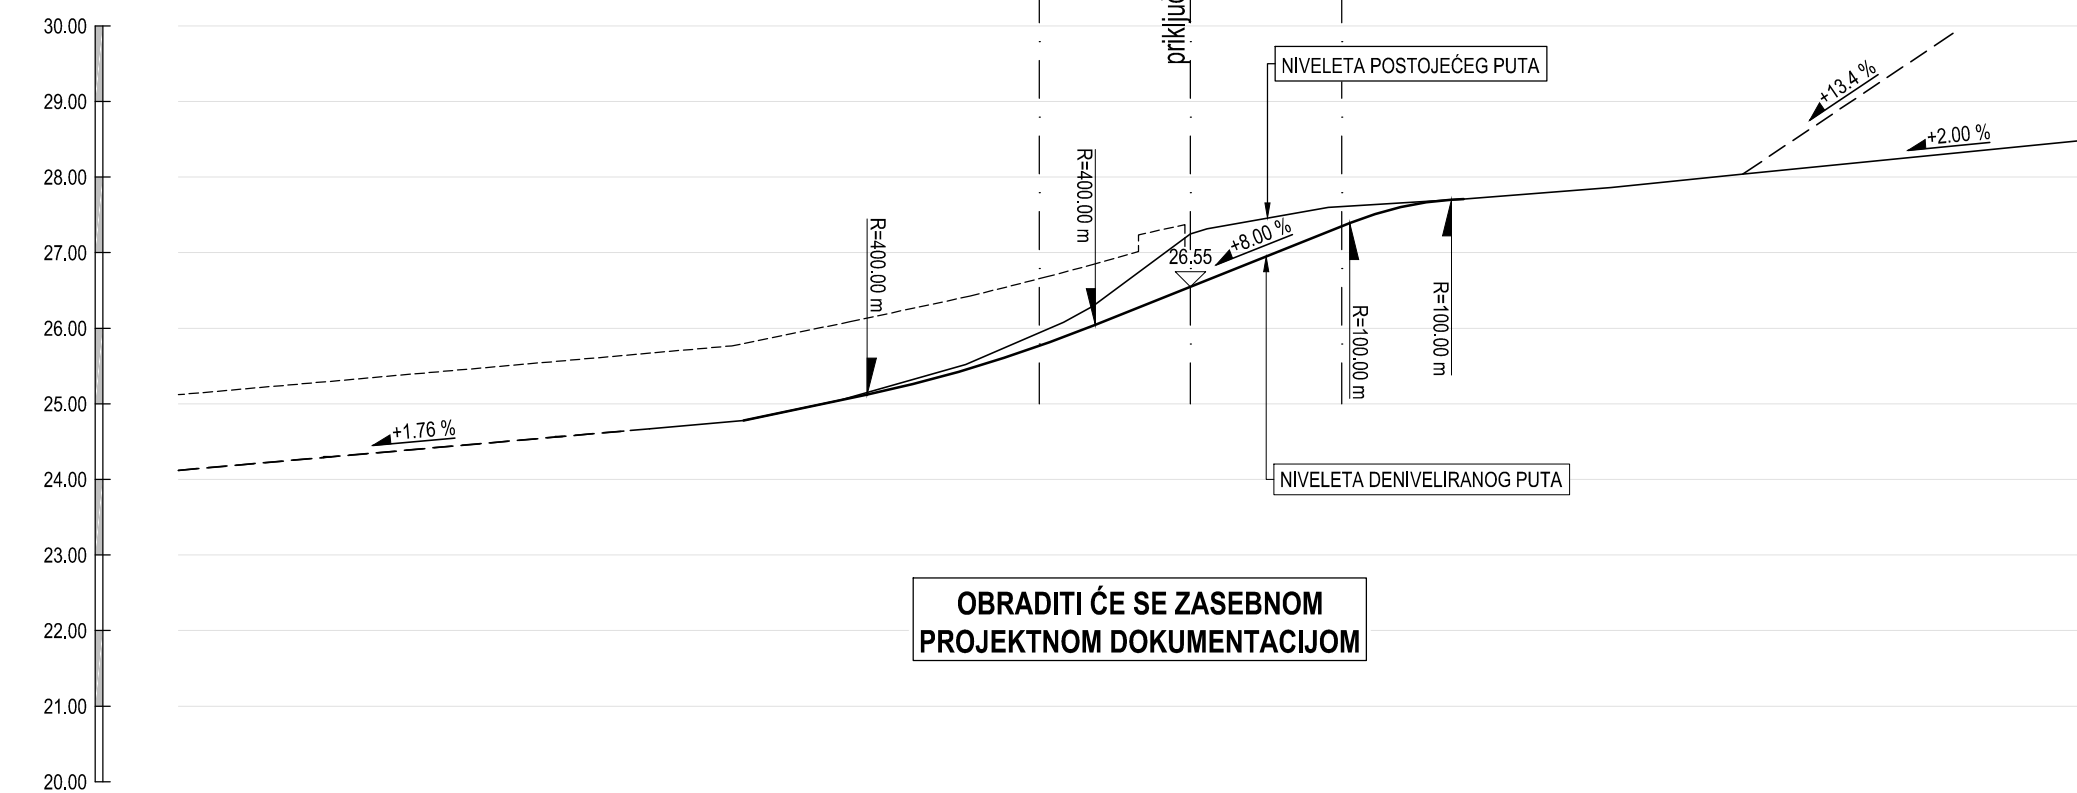 30.00
29.00
28.00
27.00
26.00
25.00
24.00
23.00
22.00
21.00
20.00
NIVELETA POSTOJEĆEG PUTA
+13.4 %
+2.00 %
R=400.00 m
R=400.00 m
+8.00 %
26.55
R=100.00 m
R=100.00 m
+1.76 %
NIVELETA DENIVELIRANOG PUTA
OBRADITI ĆE SE ZASEBNOM
PROJEKTNOM DOKUMENTACIJOM